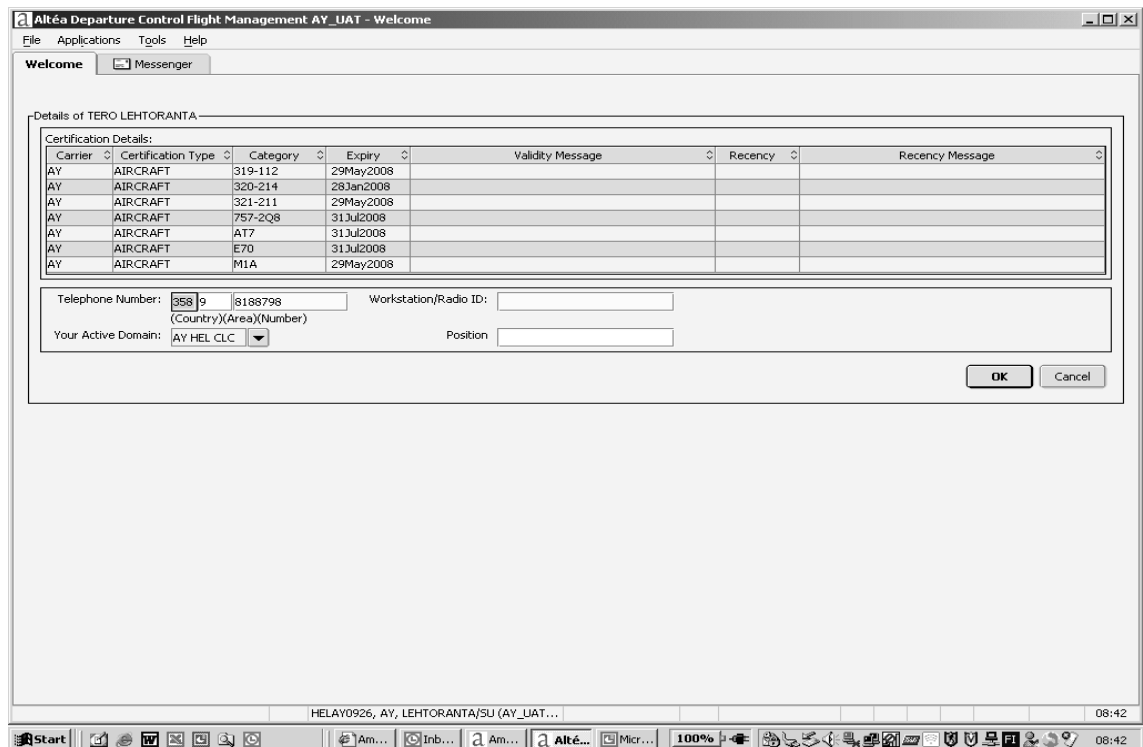 a Altéa Departure Control Flight Management AY_UAT - Welcome
File Applications Tools Help
Welcome Messenger
Details of TERO LEHTORANTA
Certification Details:
Carrier Certification Type Category Expiry Validity Message Recency Recency Message
AY AIRCRAFT 319-112 29May2008
AY AIRCRAFT 320-214 28Jan2008
AY AIRCRAFT 321-211 29May2008
AY AIRCRAFT 757-2Q8 31Jul2008
AY AIRCRAFT AT7 31Jul2008
AY AIRCRAFT E70 31Jul2008
AY AIRCRAFT M1A 29May2008
Telephone Number: 358 9 8188798 Workstation/Radio ID:
(Country)(Area)(Number)
Your Active Domain: AY HEL CLC Position
OK Cancel
HELAY0926, AY, LEHTORANTA/SU (AY_UAT... 08:42
Start W Am... Inb... a Am... a Alté... Micr... 100% FI 08:42